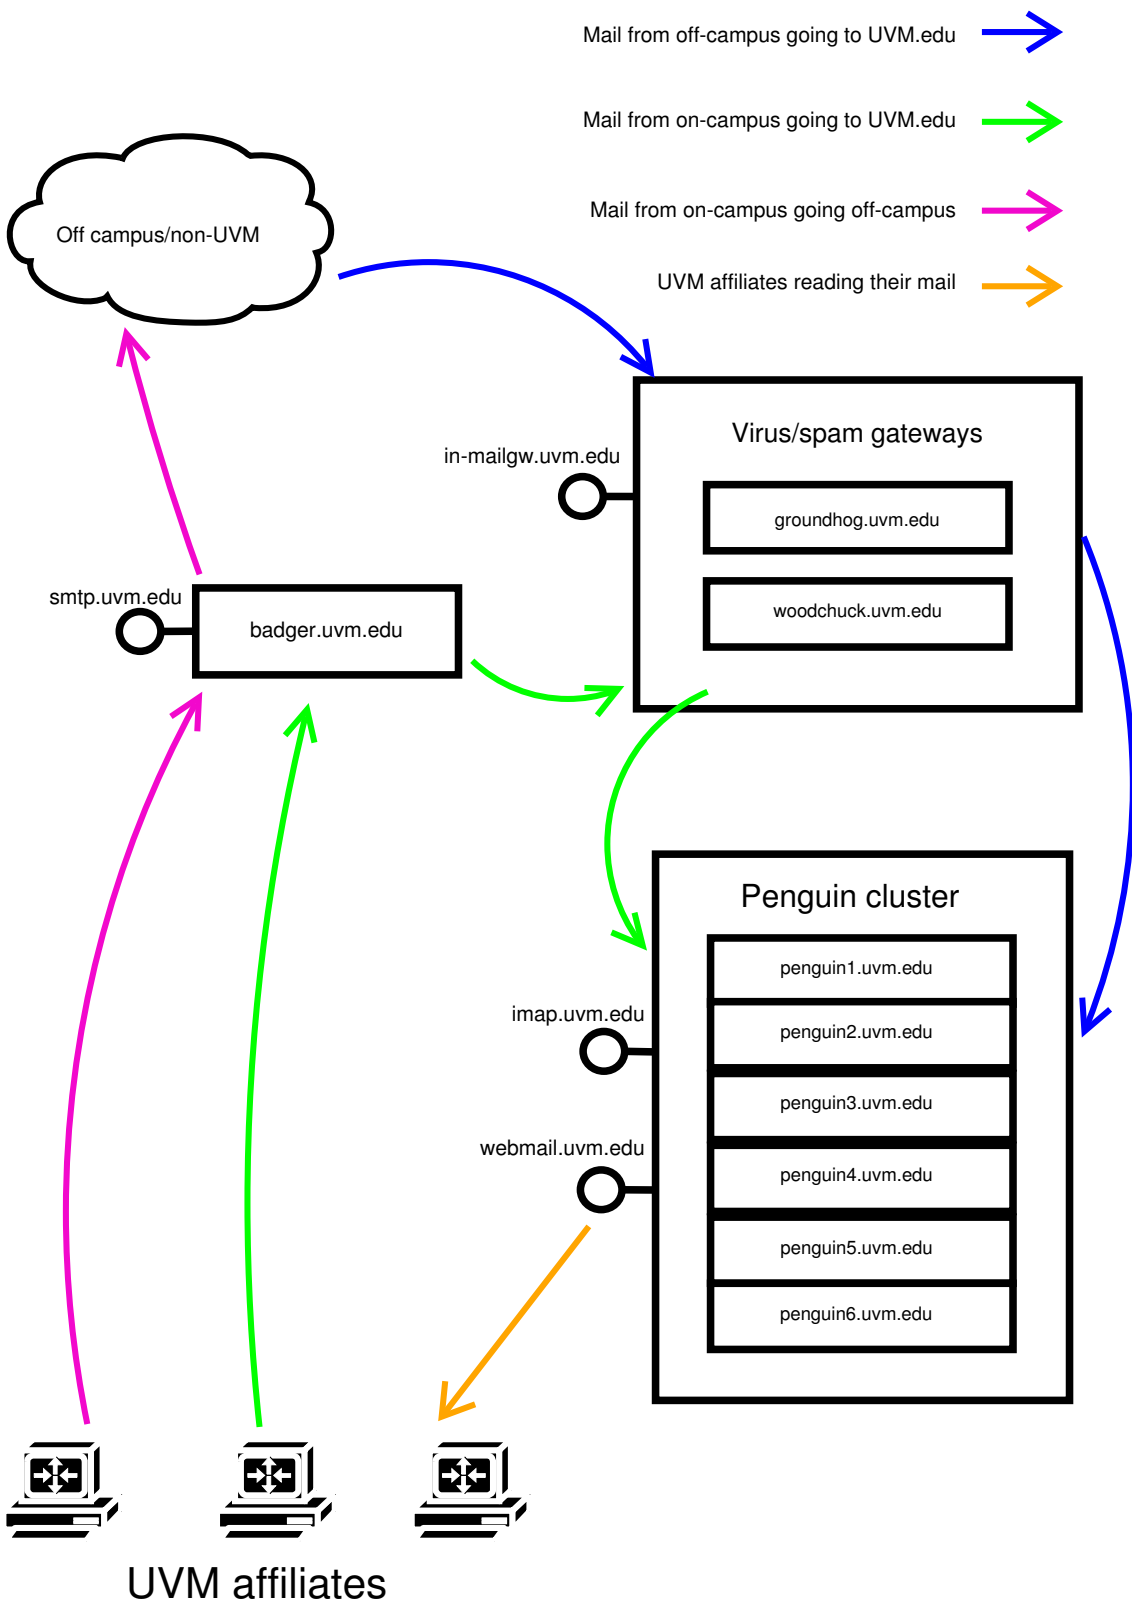 Mail from off-campus going to UVM.edu
Mail from on-campus going to UVM.edu
Mail from on-campus going off-campus
UVM affiliates reading their mail
Off campus/non-UVM
Virus/spam gateways
in-mailgw.uvm.edu
groundhog.uvm.edu
woodchuck.uvm.edu
smtp.uvm.edu
badger.uvm.edu
Penguin cluster
penguin1.uvm.edu
imap.uvm.edu
penguin2.uvm.edu
penguin3.uvm.edu
webmail.uvm.edu
penguin4.uvm.edu
penguin5.uvm.edu
penguin6.uvm.edu
UVM affiliates